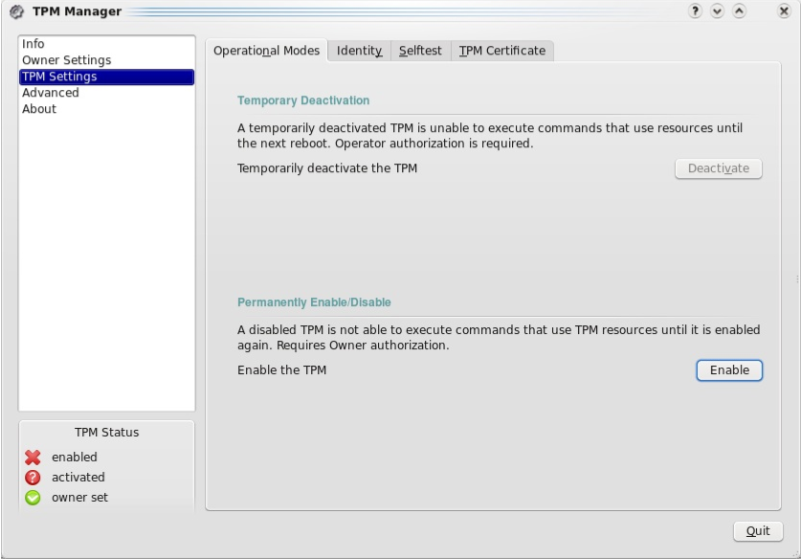 TPM Manager
Info
Owner Settings
TPM Settings
Advanced
About
Operational Modes
Identity
Selftest
TPM Certificate
Temporary Deactivation
A temporarily deactivated TPM is unable to execute commands that use resources until
the next reboot. Operator authorization is required.
Temporarily deactivate the TPM
Deactivate
Permanently Enable/Disable
A disabled TPM is not able to execute commands that use TPM resources until it is enabled
again. Requires Owner authorization.
Enable the TPM
Enable
TPM Status
enabled
activated
owner set
Quit